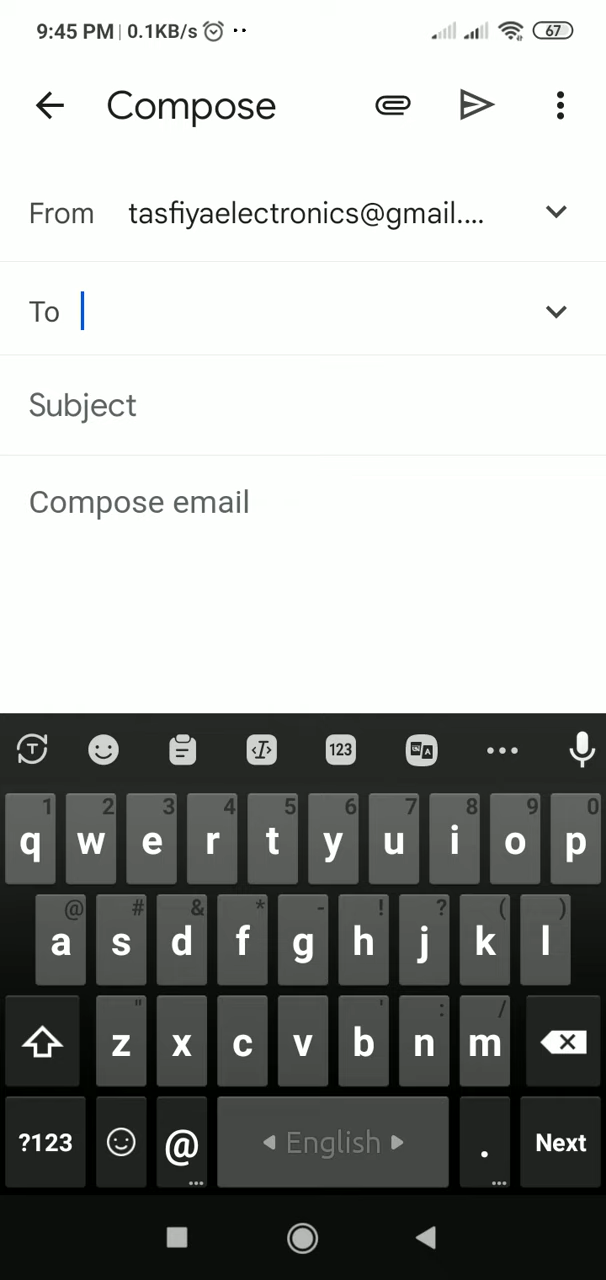 9:45 PM | 0.1KB/s 67
Compose
From tasfiyaelectronics@gmail....
To
Subject
Compose email
T 123 A
1 2 3 4 5 6 7 8 9 0
q w e r t y u i o p
@ # & * - ! ? ( )
a s d f g h j k l
" ' : /
z x c v b n m
?123 @ ... English . ... Next